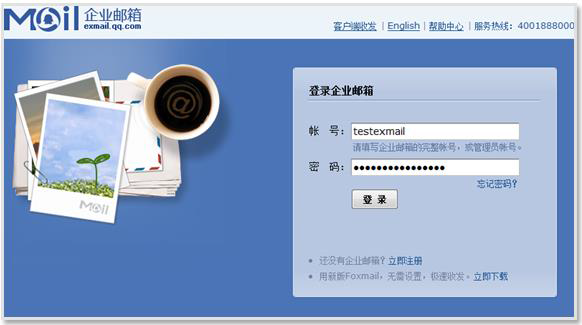 Mail 企业邮箱
exmail.qq.com
客户端收发 | English | 帮助中心 | 服务热线：4001888000
登录企业邮箱
帐 号： testexmail
请填写企业邮箱的完整帐号，或管理员帐号。
密 码： ●●●●●●●●●●●●●●●●
忘记密码？
登 录
还没有企业邮箱？立即注册
用新版Foxmail，无需设置，极速收发。立即下载
Mail